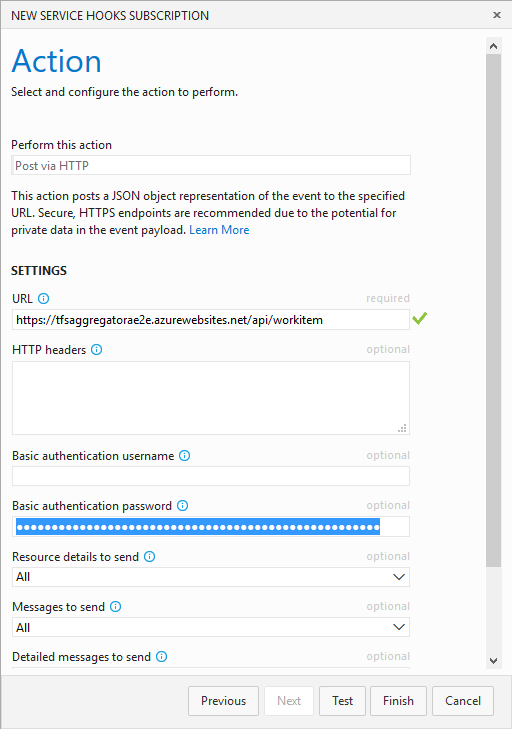 NEW SERVICE HOOKS SUBSCRIPTION
Action
Select and configure the action to perform.
Perform this action
Post via HTTP
This action posts a JSON object representation of the event to the specified
URL. Secure, HTTPS endpoints are recommended due to the potential for
private data in the event payload. Learn More
SETTINGS
URL required
https://tfsaggregatorae2e.azurewebsites.net/api/workitem
HTTP headers optional
Basic authentication username optional
Basic authentication password optional
••••••••••••••••••••••••••••••••••••••••••••••••••••
Resource details to send optional
All
Messages to send optional
All
Detailed messages to send optional
Previous Next Test Finish Cancel